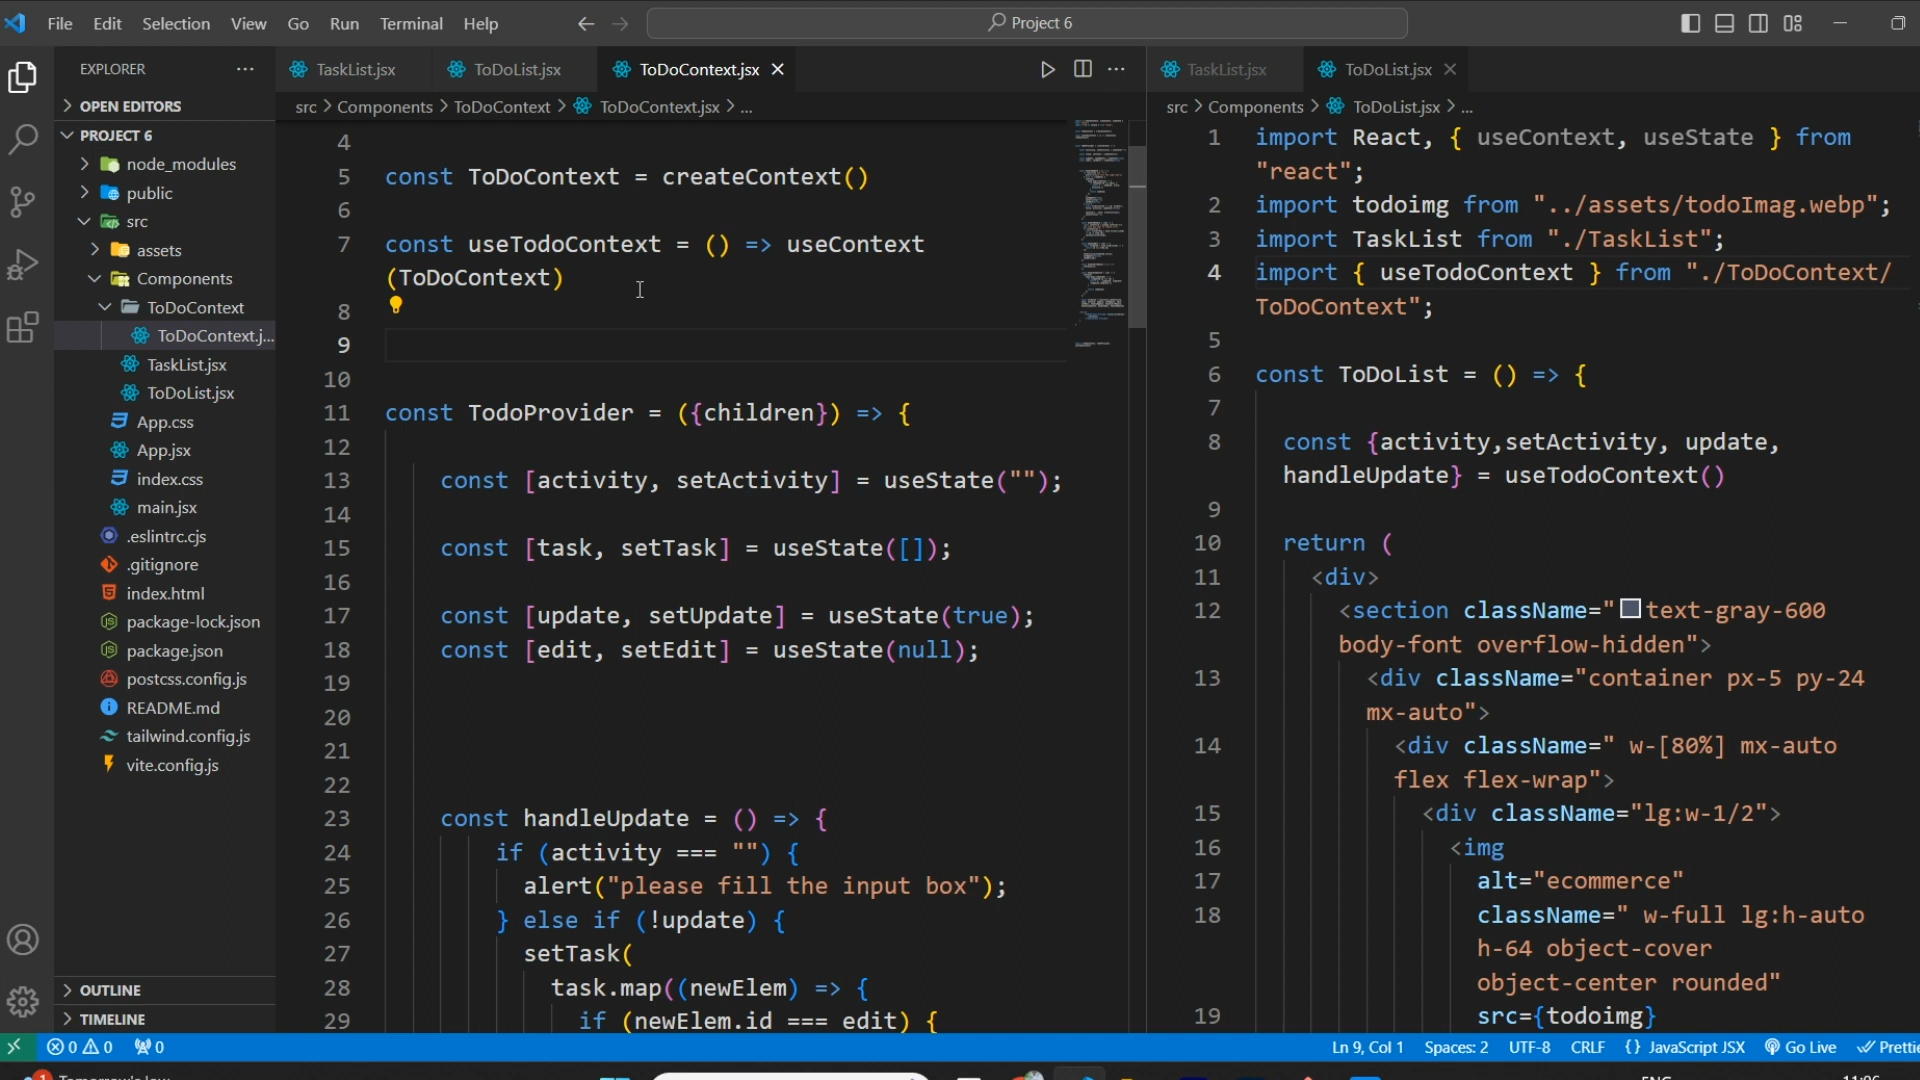 File Edit Selection View Go Run Terminal Help
Project 6
EXPLORER
OPEN EDITORS
PROJECT 6
node_modules
public
src
assets
Components
ToDoContext
ToDoContext.j...
TaskList.jsx
ToDoList.jsx
App.css
App.jsx
index.css
main.jsx
.eslintrc.cjs
.gitignore
index.html
package-lock.json
package.json
postcss.config.js
README.md
tailwind.config.js
vite.config.js
OUTLINE
TIMELINE
TaskList.jsx ToDoList.jsx ToDoContext.jsx
src > Components > ToDoContext > ToDoContext.jsx > ...
4
5 const ToDoContext = createContext()
6
7 const useTodoContext = () => useContext
(ToDoContext)
8
9
10
11 const TodoProvider = ({children}) => {
12
13 const [activity, setActivity] = useState("");
14
15 const [task, setTask] = useState([]);
16
17 const [update, setUpdate] = useState(true);
18 const [edit, setEdit] = useState(null);
19
20
21
22
23 const handleUpdate = () => {
24 if (activity === "") {
25 alert("please fill the input box");
26 } else if (!update) {
27 setTask(
28 task.map((newElem) => {
29 if (newElem.id === edit) {
TaskList.jsx ToDoList.jsx
src > Components > ToDoList.jsx > ...
1 import React, { useContext, useState } from
"react";
2 import todoimg from "../assets/todoImag.webp";
3 import TaskList from "./TaskList";
4 import { useTodoContext } from "./ToDoContext/
ToDoContext";
5
6 const ToDoList = () => {
7
8 const {activity,setActivity, update,
handleUpdate} = useTodoContext()
9
10 return (
11 <div>
12 <section className="text-gray-600
body-font overflow-hidden">
13 <div className="container px-5 py-24
mx-auto">
14 <div className=" w-[80%] mx-auto
flex flex-wrap">
15 <div className="lg:w-1/2">
16 <img
17 alt="ecommerce"
18 className=" w-full lg:h-auto
h-64 object-cover
object-center rounded"
19 src={todoimg}
0 0 0 Ln 9, Col 1 Spaces: 2 UTF-8 CRLF {} JavaScript JSX Go Live Prettie
1